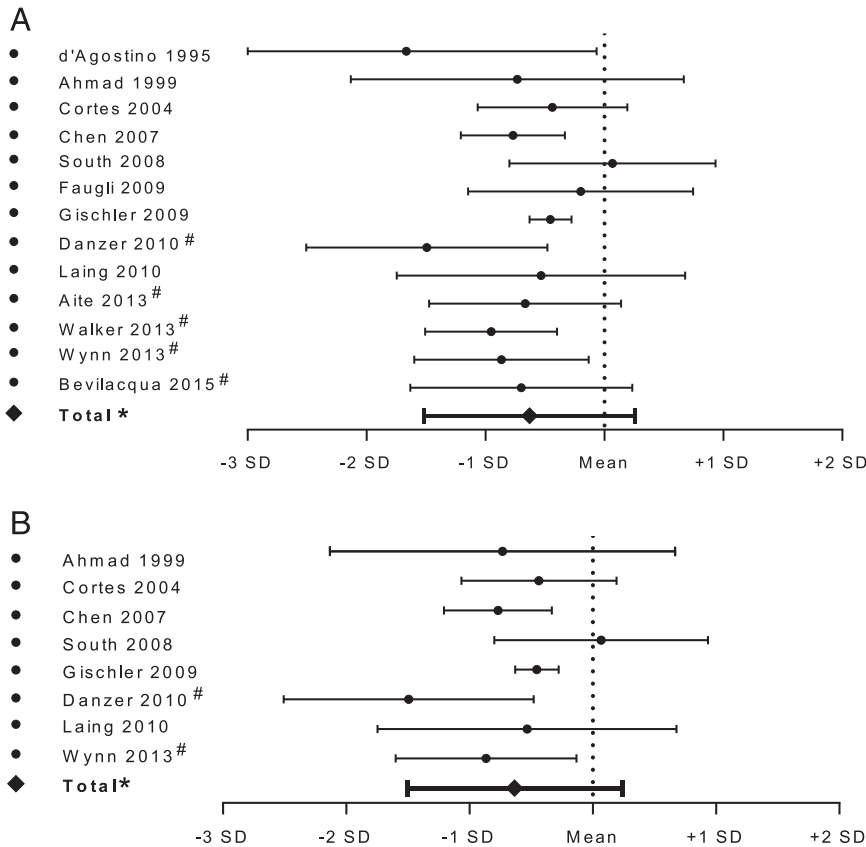 A
d'Agostino 1995
Ahmad 1999
Cortes 2004
Chen 2007
South 2008
Faugli 2009
Gischler 2009
Danzer 2010#
Laing 2010
Aite 2013#
Walker 2013#
Wynn 2013#
Bevilacqua 2015#
Total*
-3 SD -2 SD -1 SD Mean +1 SD +2 SD
B
Ahmad 1999
Cortes 2004
Chen 2007
South 2008
Gischler 2009
Danzer 2010#
Laing 2010
Wynn 2013#
Total*
-3 SD -2 SD -1 SD Mean +1 SD +2 SD